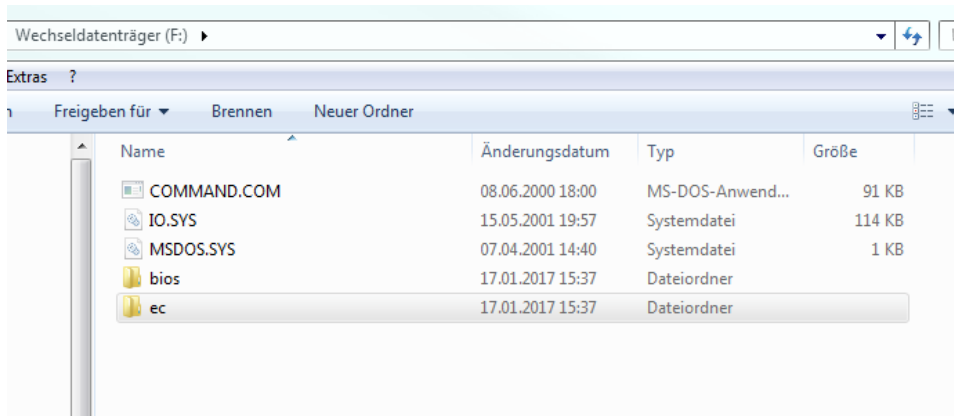 Wechseldatenträger (F:)
Extras ?
Freigeben für Brennen Neuer Ordner
Name Änderungsdatum Typ Größe
COMMAND.COM 08.06.2000 18:00 MS-DOS-Anwend... 91 KB
IO.SYS 15.05.2001 19:57 Systemdatei 114 KB
MSDOS.SYS 07.04.2001 14:40 Systemdatei 1 KB
bios 17.01.2017 15:37 Dateiordner
ec 17.01.2017 15:37 Dateiordner